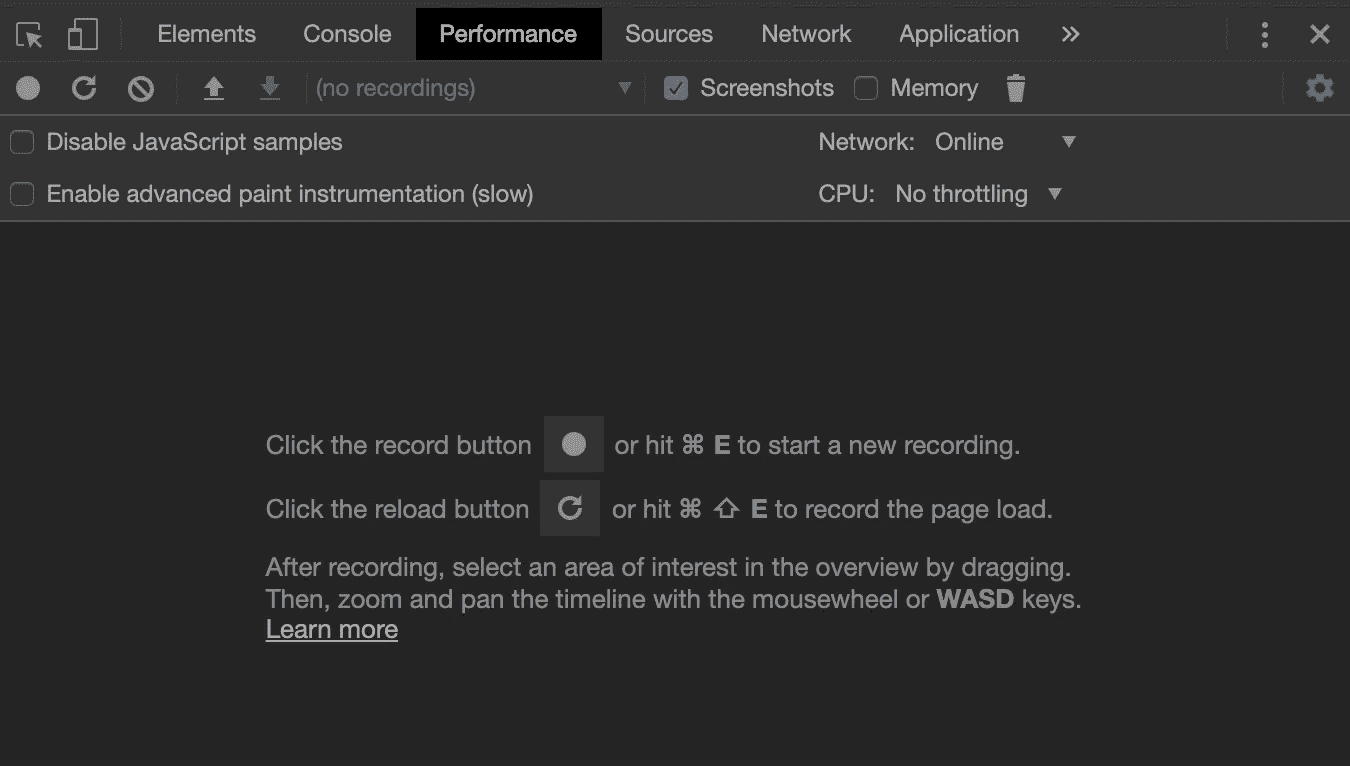 Elements Console Performance Sources Network Application »
(no recordings) Screenshots Memory
Disable JavaScript samples Network: Online
Enable advanced paint instrumentation (slow) CPU: No throttling
Click the record button or hit ⌘ E to start a new recording.
Click the reload button or hit ⌘ ⇧ E to record the page load.
After recording, select an area of interest in the overview by dragging.
Then, zoom and pan the timeline with the mousewheel or WASD keys.
Learn more